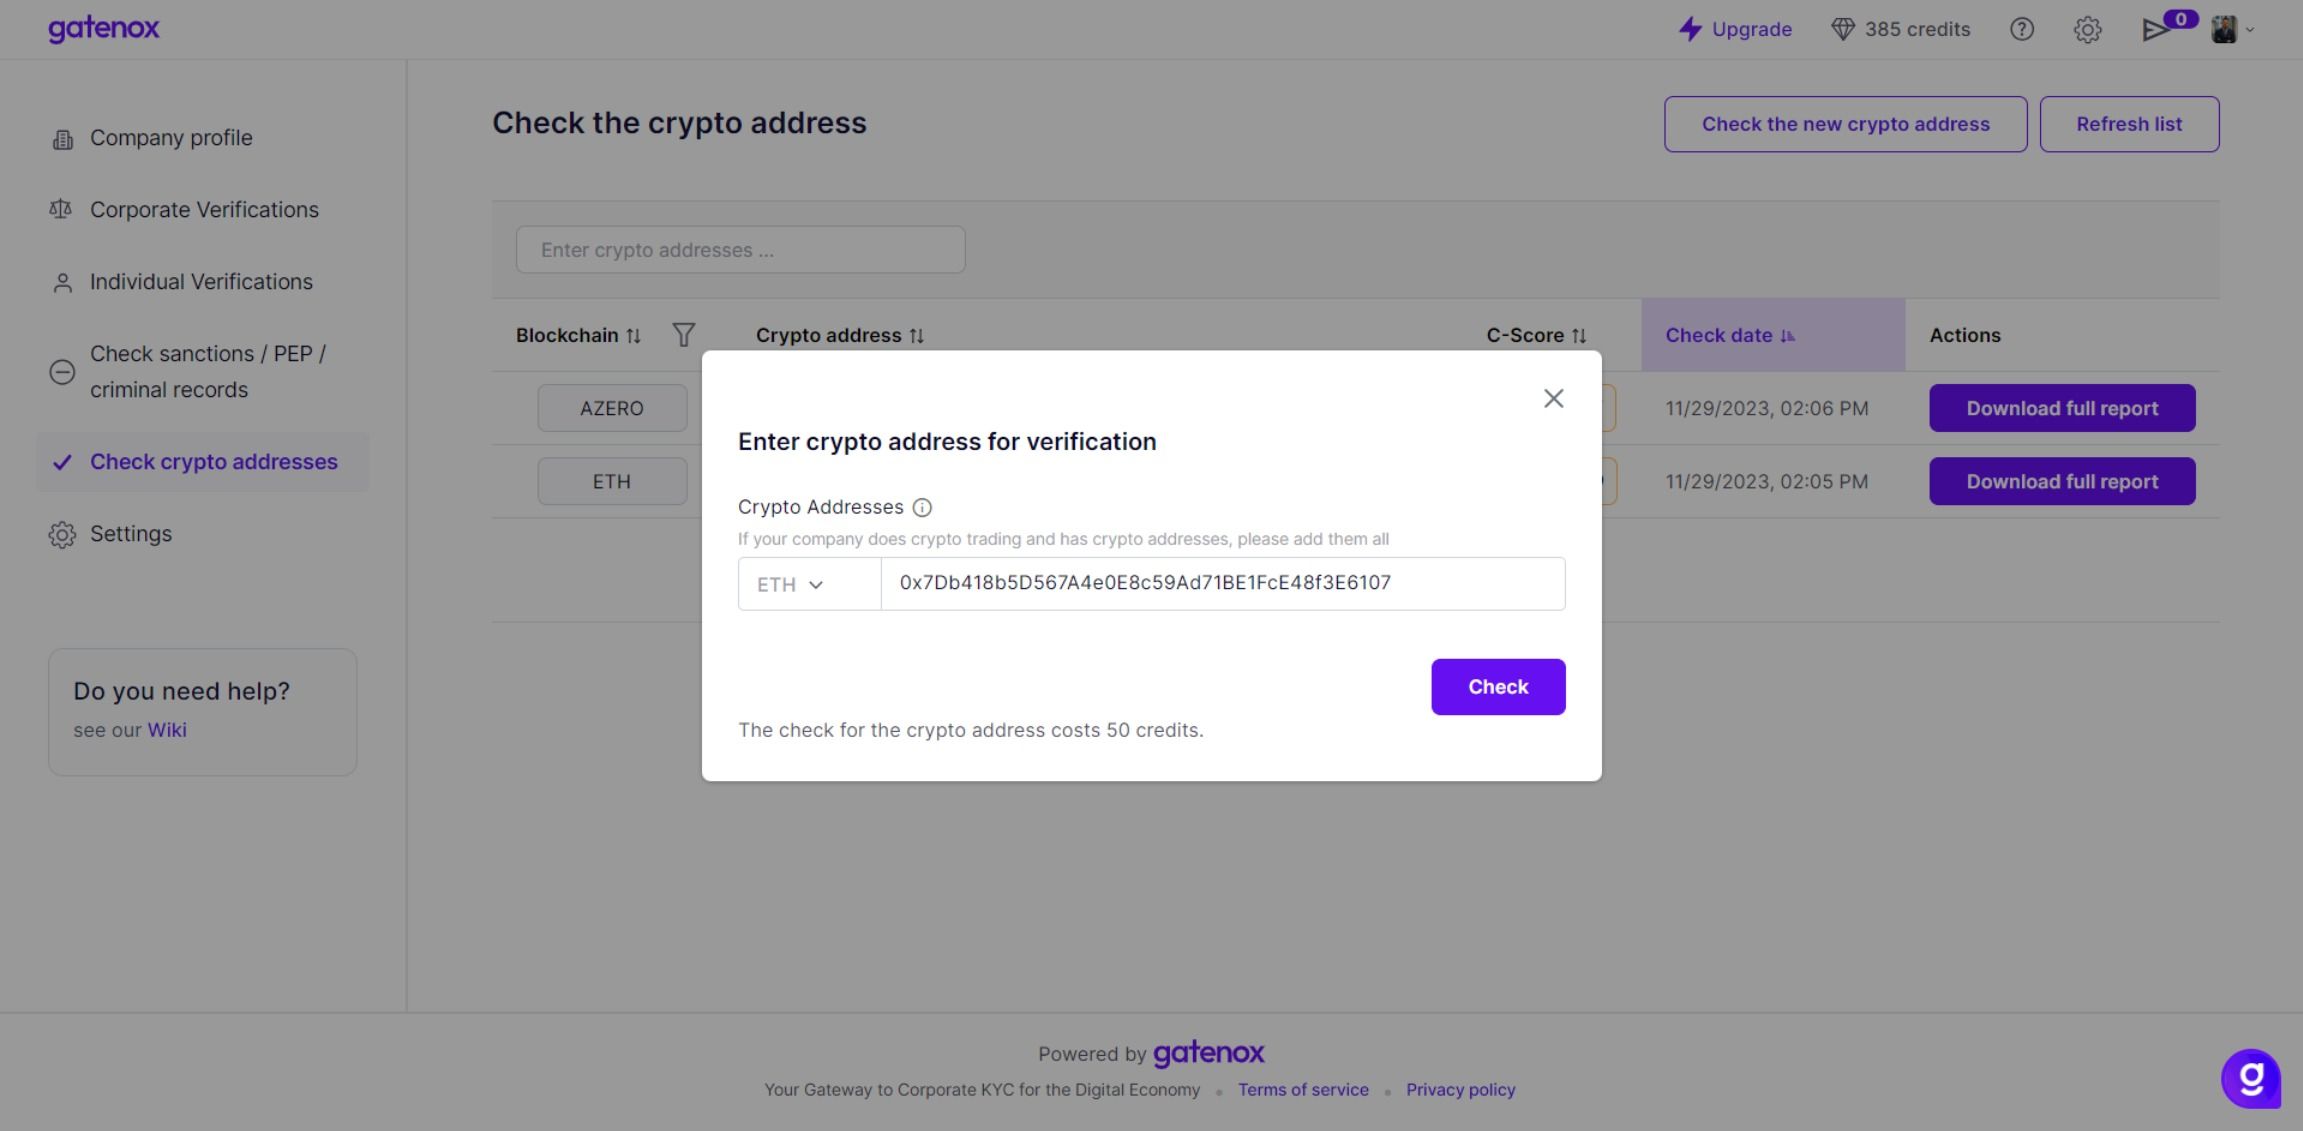 gatenox
Upgrade
385 credits
0
Company profile
Corporate Verifications
Individual Verifications
Check sanctions / PEP /
criminal records
Check crypto addresses
Settings
Do you need help?
see our Wiki
Check the crypto address
Check the new crypto address
Refresh list
Enter crypto addresses ...
Blockchain
Crypto address
C-Score
Check date
Actions
AZERO
11/29/2023, 02:06 PM
Download full report
ETH
11/29/2023, 02:05 PM
Download full report
Enter crypto address for verification
Crypto Addresses
If your company does crypto trading and has crypto addresses, please add them all
ETH
0x7Db418b5D567A4e0E8c59Ad71BE1FcE48f3E6107
Check
The check for the crypto address costs 50 credits.
Powered by gatenox
Your Gateway to Corporate KYC for the Digital Economy • Terms of service • Privacy policy
g